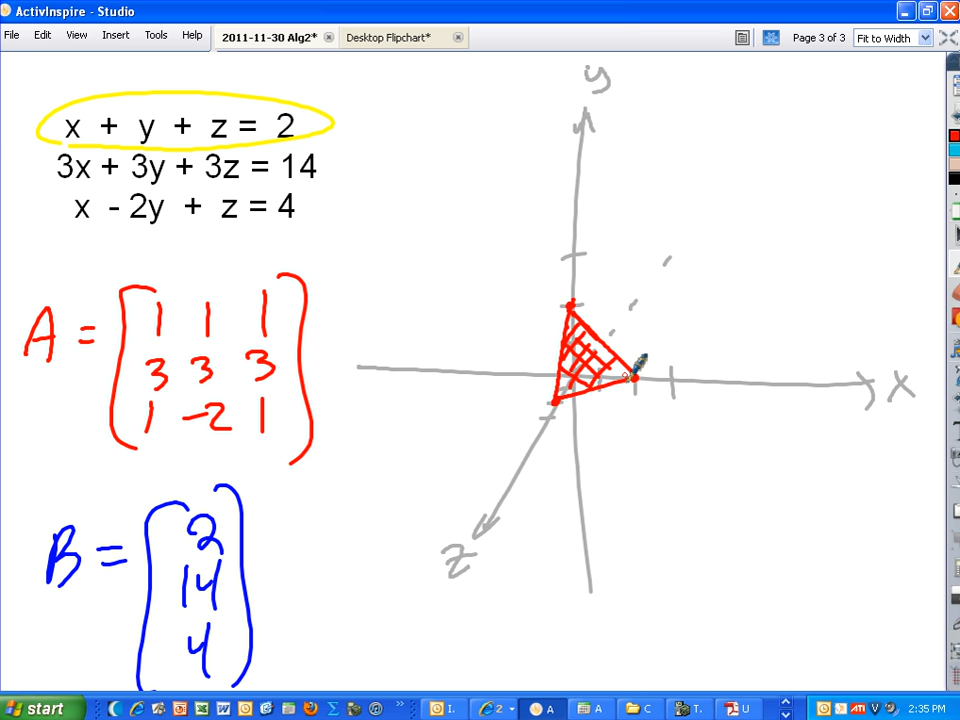 ActivInspire - Studio
File Edit View Insert Tools Help
2011-11-30 Alg2*
Desktop Flipchart*
Page 3 of 3
Fit to Width
x + y + z = 2
3x + 3y + 3z = 14
x - 2y + z = 4
A = 1 1 1
3 3 3
1 -2 1
B = 2
14
4
y
x
z
start
I.
2
A
A
C
T.
U
2:35 PM